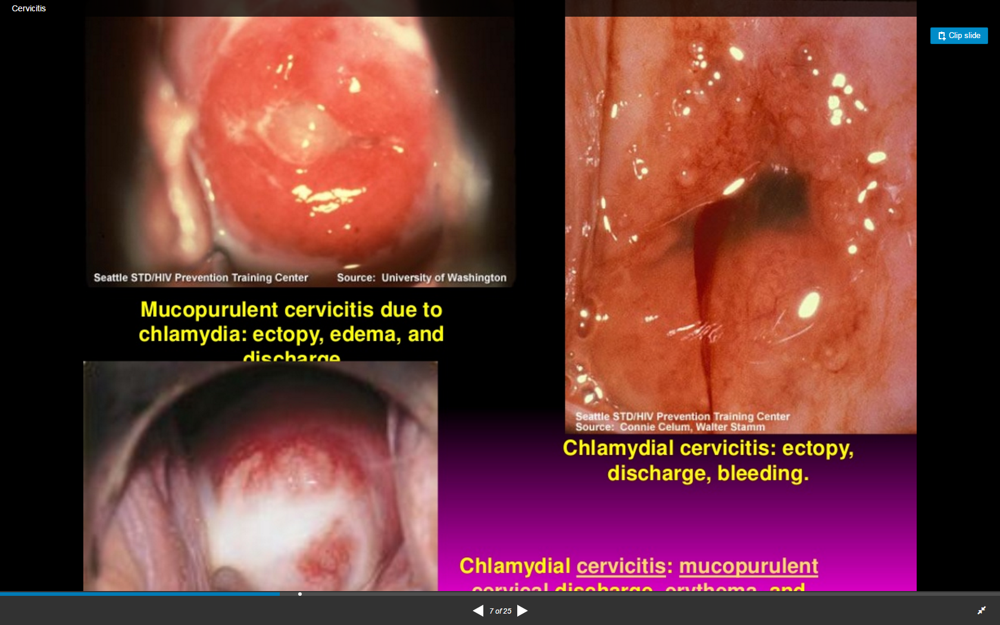 Cervicitis
Clip slide
Seattle STD/HIV Prevention Training Center
Source: University of Washington
Mucopurulent cervicitis due to
chlamydia: ectopy, edema, and
discharge
Seattle STD/HIV Prevention Training Center
Source: Connie Celum, Walter Stamm
Chlamydial cervicitis: ectopy,
discharge, bleeding.
Chlamydial cervicitis: mucopurulent
cervical discharge, erythema, and
7 of 25